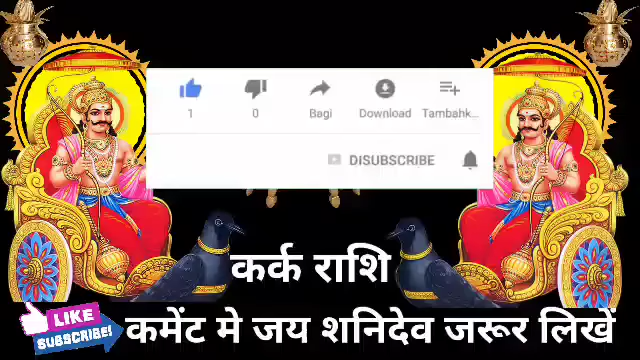 1 0 Bagi Download Tambahk...
DiSUBSCRIBE
कर्क राशि
LIKE
SUBSCRIBE!
कमेंट मे जय शनिदेव जरूर लिखें